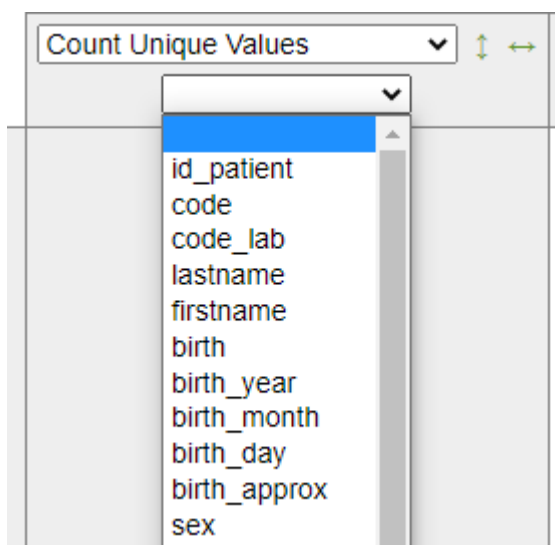 Count Unique Values
id_patient
code
code_lab
lastname
firstname
birth
birth_year
birth_month
birth_day
birth_approx
sex